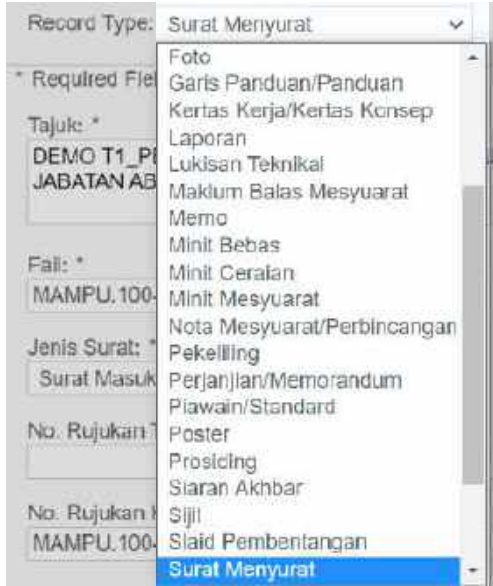 Record Type: Surat Menyurat
Foto
* Required Fiel
Garis Panduan/Panduan
Kertas Kerja/Kertas Konsep
Tajuk: *
Laporan
DEMO T1_PE
Lukisan Teknikal
JABATAN AB
Maklum Balas Mesyuarat
Memo
Minit Bebas
Fail: *
Minit Ceraian
MAMPU.100-
Minit Mesyuarat
Nota Mesyuarat/Perbincangan
Jenis Surat: *
Pekeliling
Surat Masuk
Perjanjian/Memorandum
Piawain/Standard
No. Rujukan T
Poster
Prosiding
Siaran Akhbar
No. Rujukan K
Sijil
MAMPU.100-
Slaid Pembentangan
Surat Menyurat